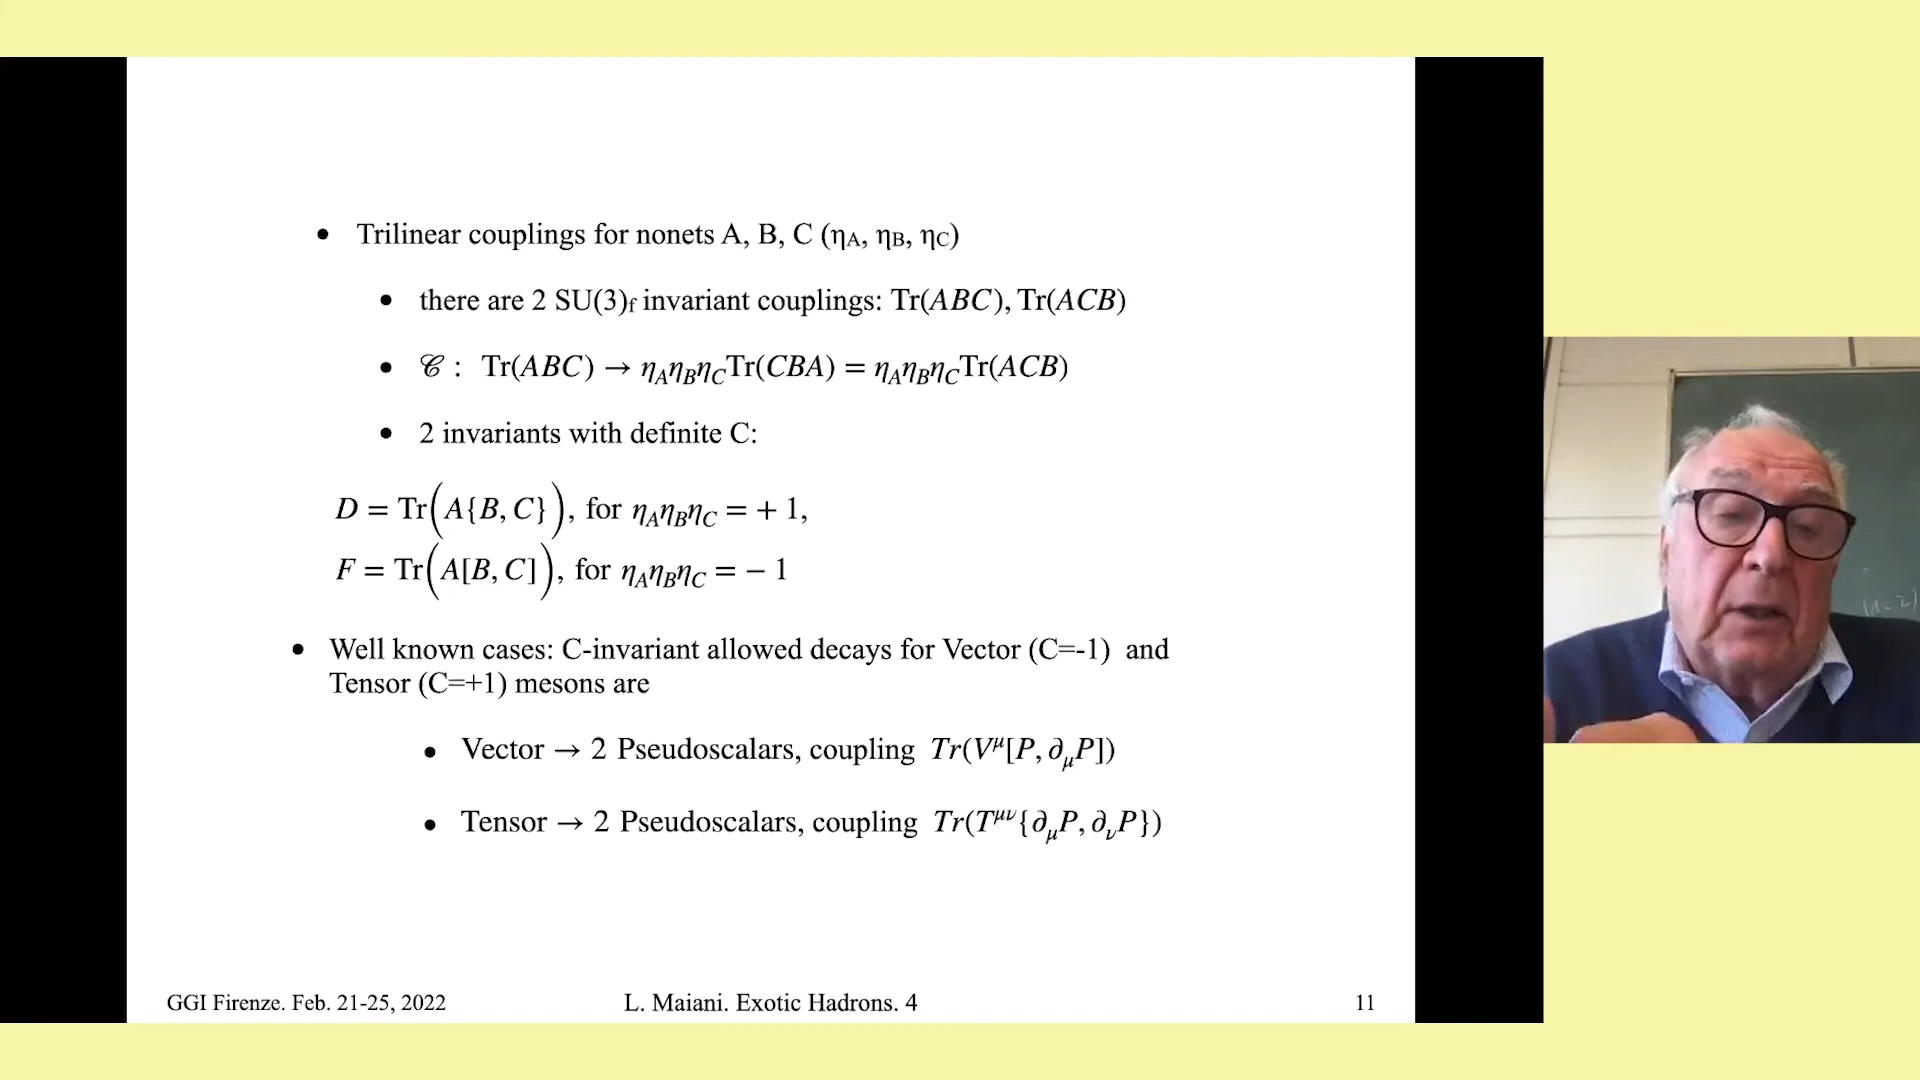 • Trilinear couplings for nonets A, B, C (ηA, ηB, ηC)
• there are 2 SU(3)f invariant couplings: Tr(ABC), Tr(ACB)
• 𝒞 : Tr(ABC) → ηAηBηCTr(CBA) = ηAηBηCTr(ACB)
• 2 invariants with definite C:
D = Tr(A{B, C}), for ηAηBηC = + 1,
F = Tr(A[B, C]), for ηAηBηC = − 1
• Well known cases: C-invariant allowed decays for Vector (C=-1) and
Tensor (C=+1) mesons are
• Vector → 2 Pseudoscalars, coupling Tr(V^μ[P, ∂_μP])
• Tensor → 2 Pseudoscalars, coupling Tr(T^μν{∂_μP, ∂_νP})
GGI Firenze. Feb. 21-25, 2022 L. Maiani. Exotic Hadrons. 4 11